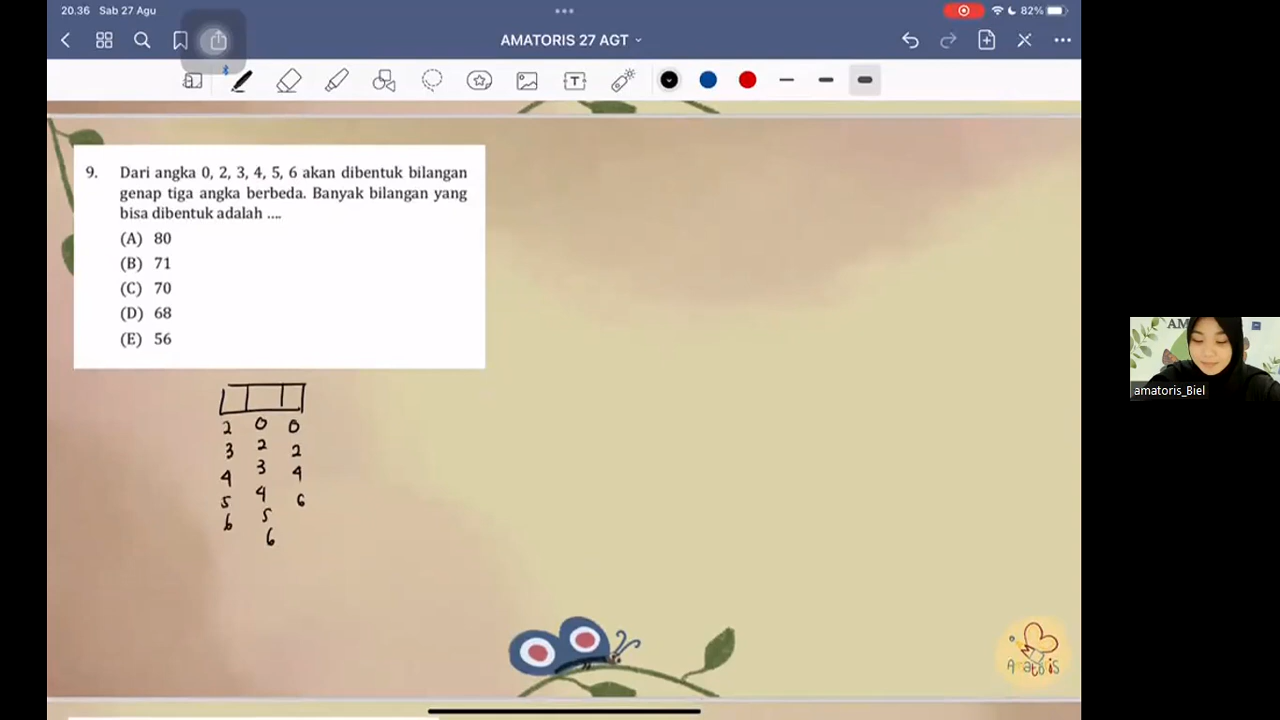 20.36 Sab 27 Agu
82%
AMATORIS 27 AGT
T
9. Dari angka 0, 2, 3, 4, 5, 6 akan dibentuk bilangan
genap tiga angka berbeda. Banyak bilangan yang
bisa dibentuk adalah ....
(A) 80
(B) 71
(C) 70
(D) 68
(E) 56
2 0 0
3 2 2
4 3 4
5 4 6
6 5
6
AM
amatoris_Biel
Amatoris